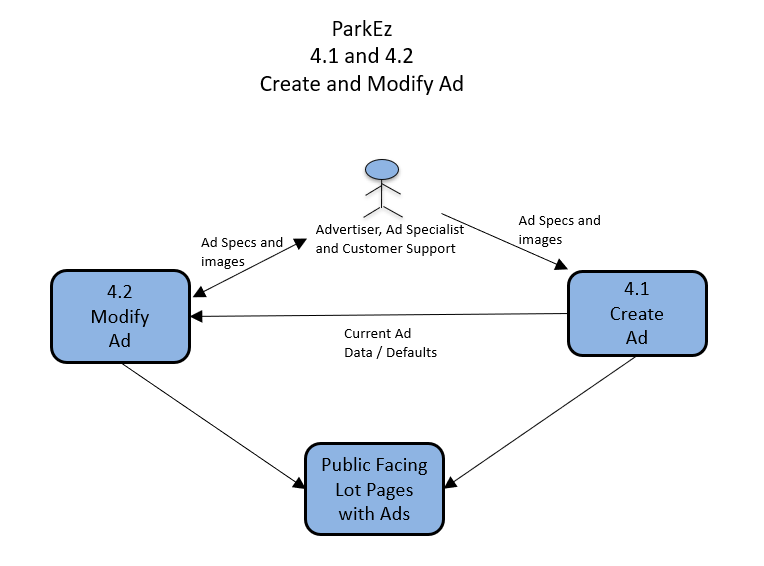 ParkEz
4.1 and 4.2
Create and Modify Ad
Advertiser, Ad Specialist
and Customer Support
Ad Specs and
images
Ad Specs and
images
4.2
Modify
Ad
4.1
Create
Ad
Current Ad
Data / Defaults
Public Facing
Lot Pages
with Ads